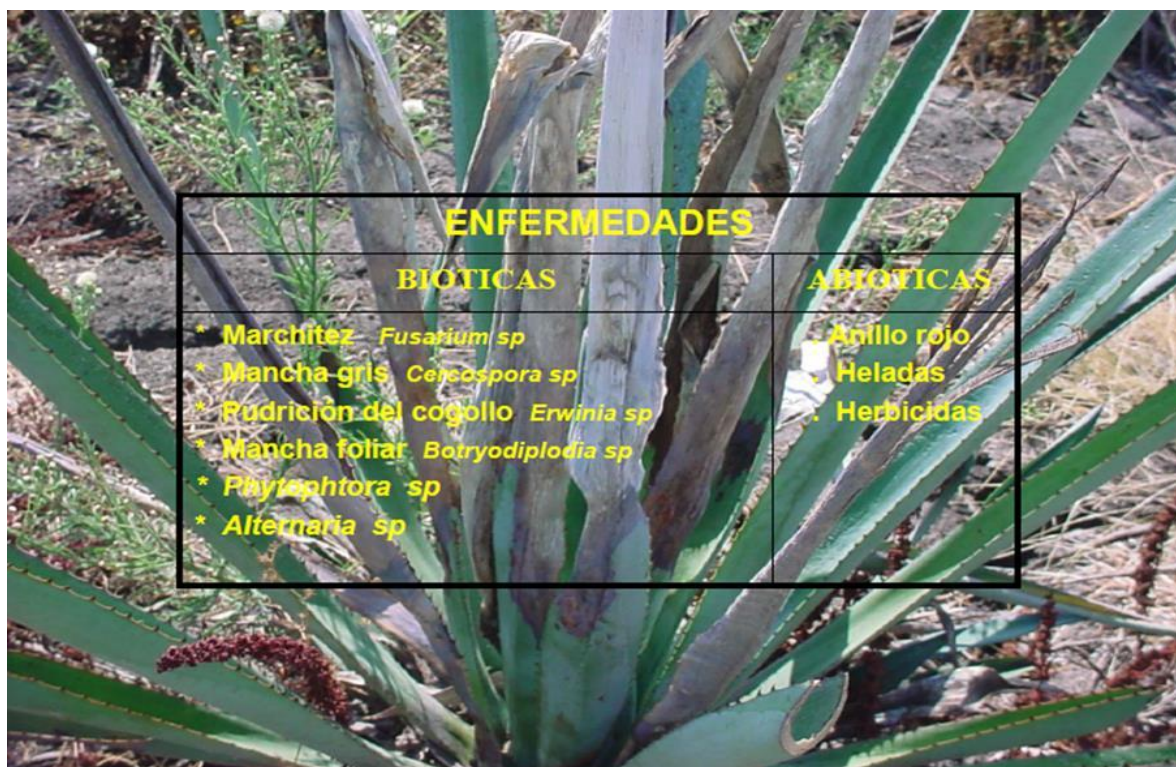 ENFERMEDADES
BIOTICAS
ABIOTICAS
* Marchitez Fusarium sp
* Mancha gris Cercospora sp
* Pudrición del cogollo Erwinia sp
* Mancha foliar Botryodiplodia sp
* Phytophtora sp
* Alternaria sp
. Anillo rojo
. Heladas
. Herbicidas